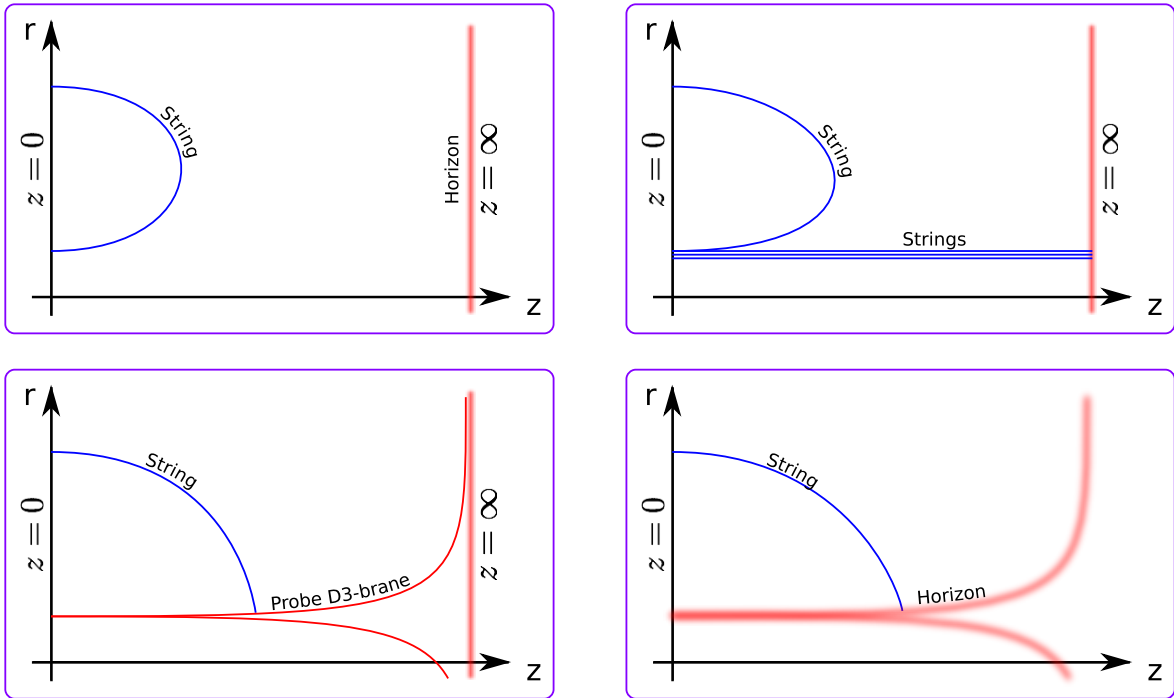 r
z = 0
String
Horizon
z = ∞
z
r
z = 0
String
Strings
z = ∞
z
r
z = 0
String
Probe D3-brane
z = ∞
z
r
z = 0
String
Horizon
z